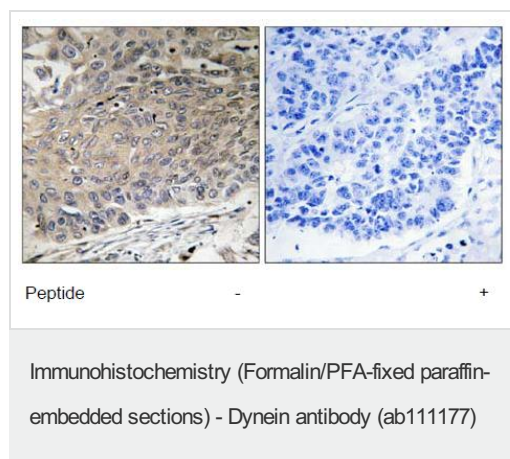 Peptide - +
Immunohistochemistry (Formalin/PFA-fixed paraffin-
embedded sections) - Dynein antibody (ab111177)